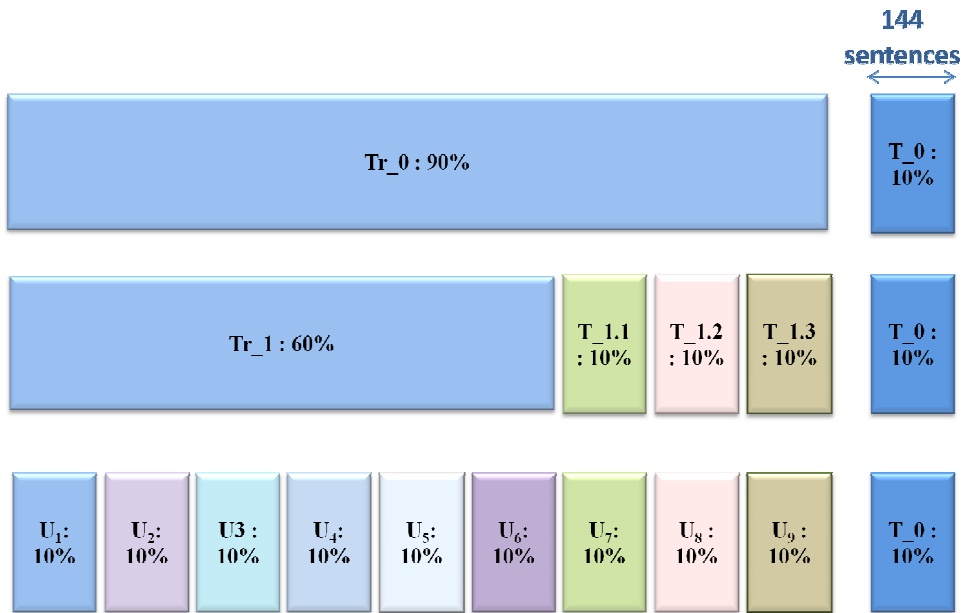 144
sentences
Tr_0 : 90%
T_0 :
10%
Tr_1 : 60%
T_1.1
: 10%
T_1.2
: 10%
T_1.3
: 10%
T_0 :
10%
U₁:
10%
U₂:
10%
U3 :
10%
U₄:
10%
U₅:
10%
U₆:
10%
U₇:
10%
U₈:
10%
U₉:
10%
T_0 :
10%